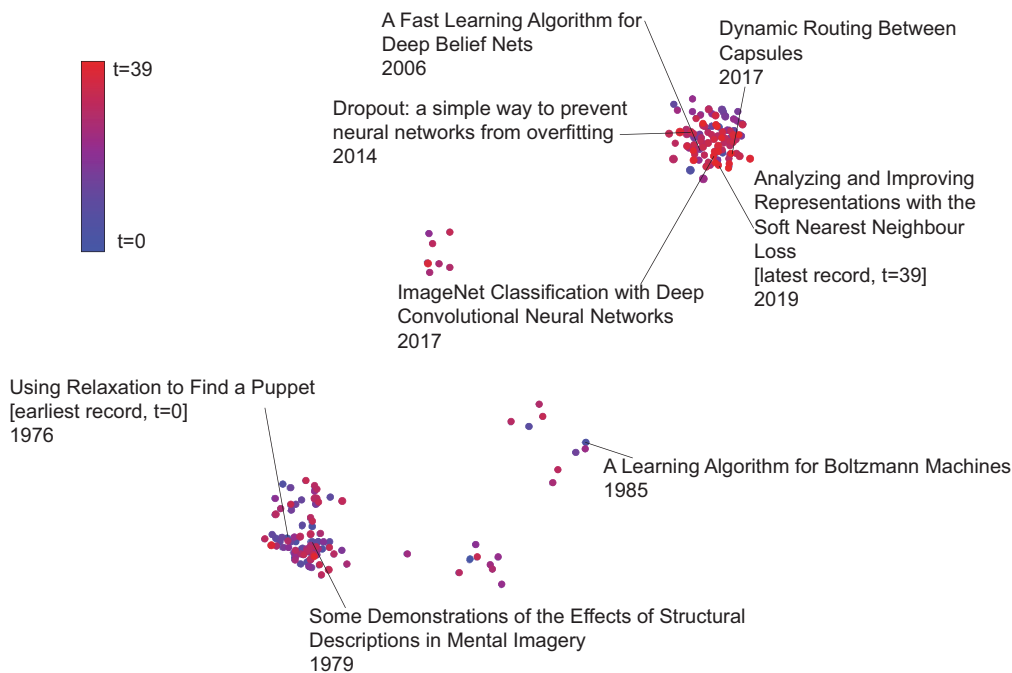 A Fast Learning Algorithm for
Deep Belief Nets
2006
Dynamic Routing Between
Capsules
2017
t=39
t=0
Dropout: a simple way to prevent
neural networks from overfitting
2014
Analyzing and Improving
Representations with the
Soft Nearest Neighbour
Loss
[latest record, t=39]
2019
ImageNet Classification with Deep
Convolutional Neural Networks
2017
Using Relaxation to Find a Puppet
[earliest record, t=0]
1976
A Learning Algorithm for Boltzmann Machines
1985
Some Demonstrations of the Effects of Structural
Descriptions in Mental Imagery
1979